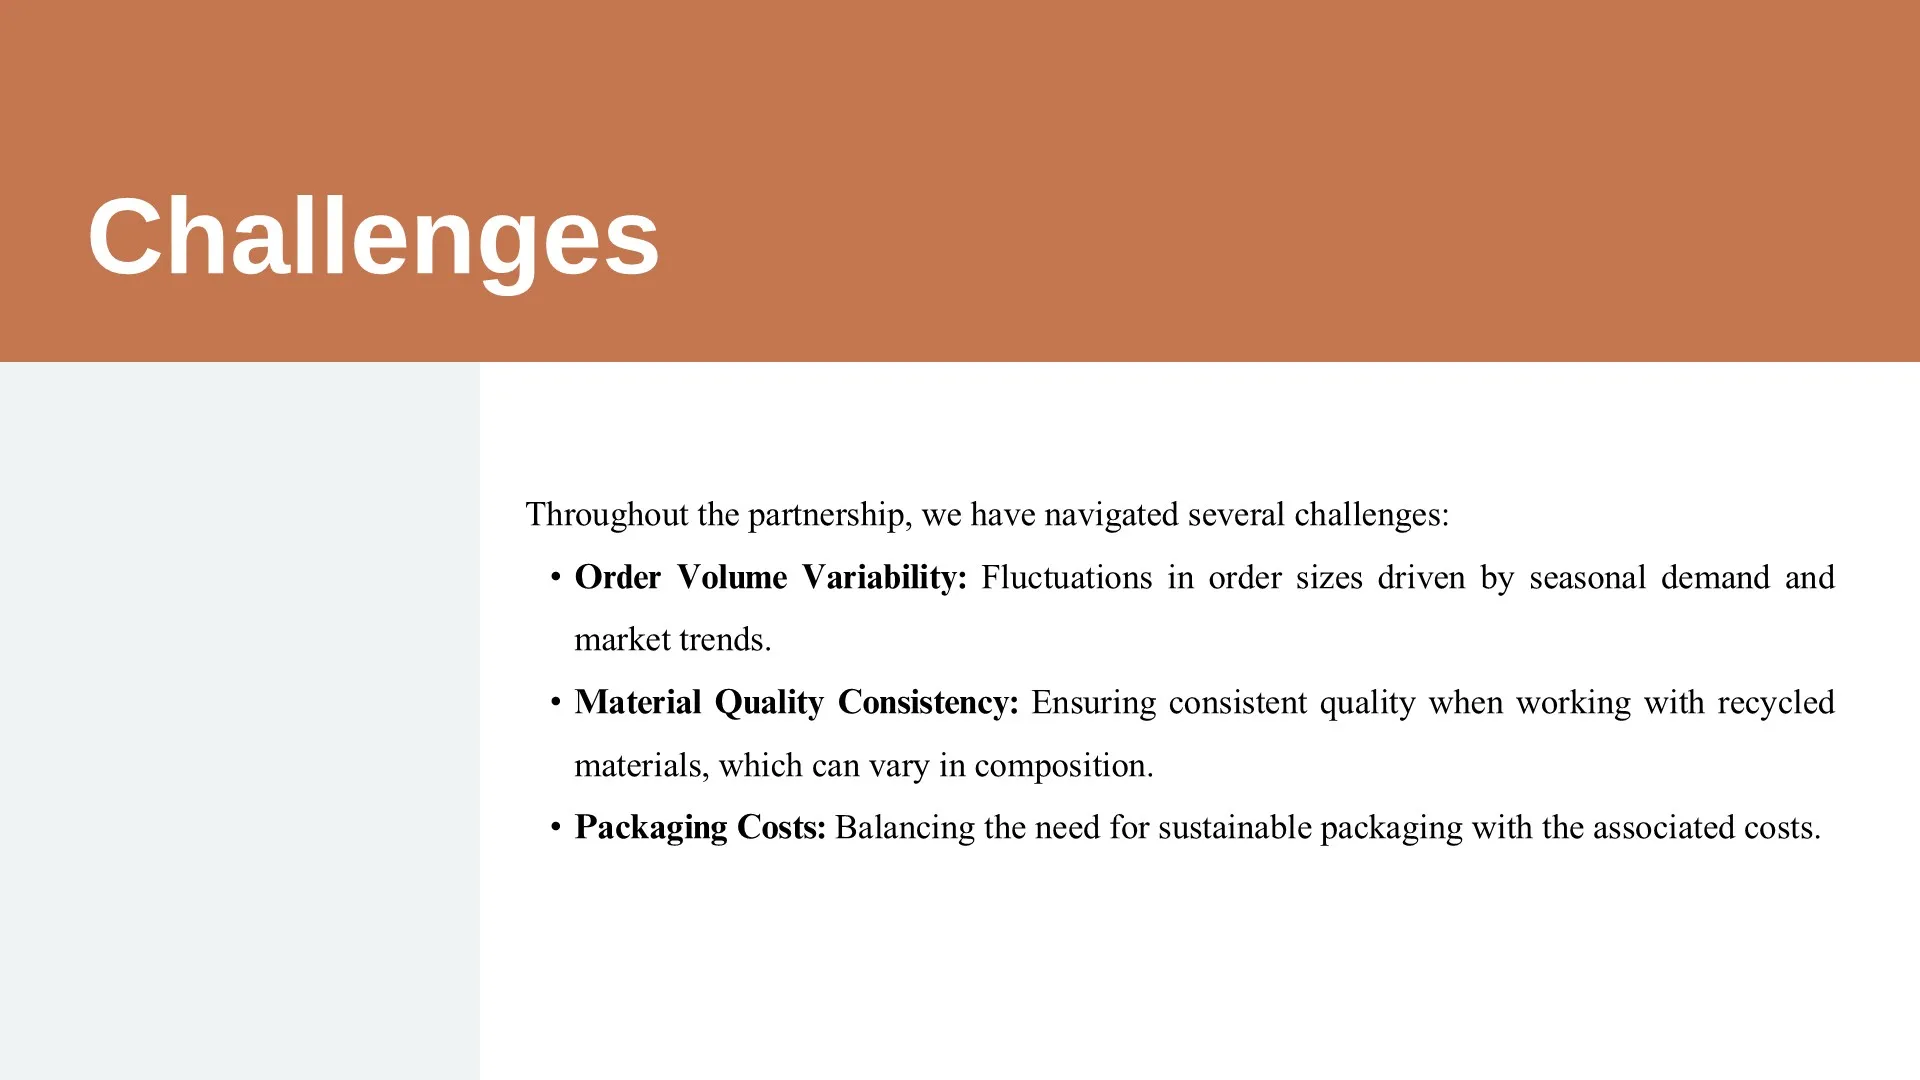 Challenges
Throughout the partnership, we have navigated several challenges:
• Order Volume Variability: Fluctuations in order sizes driven by seasonal demand and
market trends.
• Material Quality Consistency: Ensuring consistent quality when working with recycled
materials, which can vary in composition.
• Packaging Costs: Balancing the need for sustainable packaging with the associated costs.